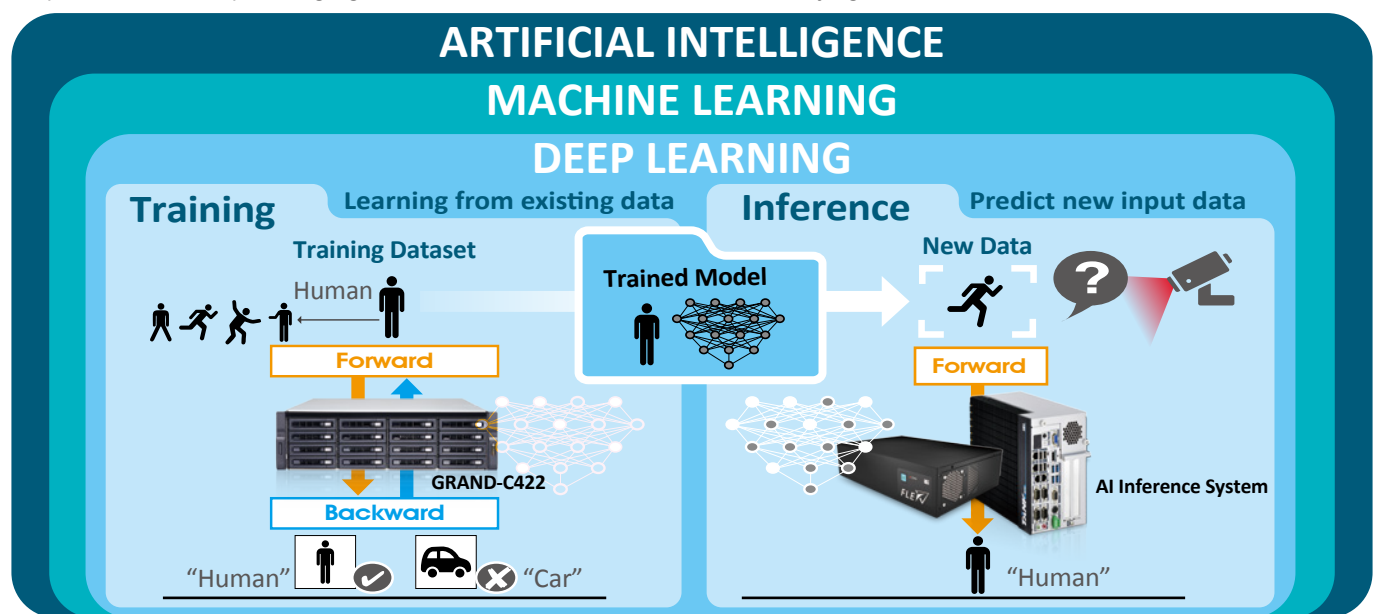 ARTIFICIAL INTELLIGENCE
MACHINE LEARNING
DEEP LEARNING
Training
Learning from existing data
Training Dataset
Human
Forward
GRAND-C422
Backward
“Human”
“Car”
Trained Model
Inference
Predict new input data
New Data
?
Forward
FLEX
AI Inference System
“Human”